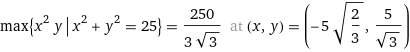 max{x² y | x² + y² = 25} = 250/(3 √3) at (x, y) = (-5 √(2/3), 5/√3)